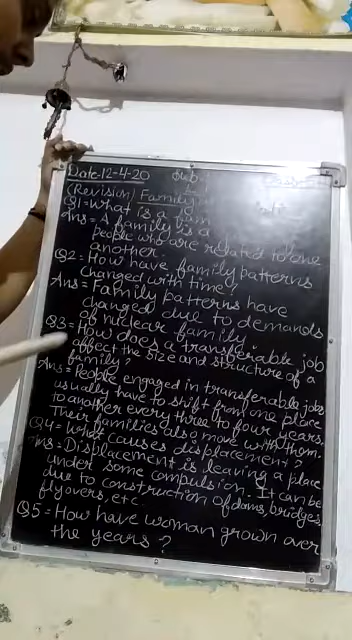 Date-12-4-20 Sub
(Revision) Family
Q1=What is a fam
Ans= A family is a
people who are related to one
another.
Q2= How have family patterns
changed with time?
Ans= Family patterns have
changed due to demands
of nuclear family.
Q3= How does a transferable job
affect the size and structure of a
family?
Ans= People engaged in transferable jobs
usually have to shift from one place
to another every three to four years.
Their families also move with them.
Q4= What causes displacement?
Ans= Displacement is leaving a place
under some compulsion. It can be
due to construction of dams, bridges
flyovers, etc.
Q5= How have woman grown over
the years?